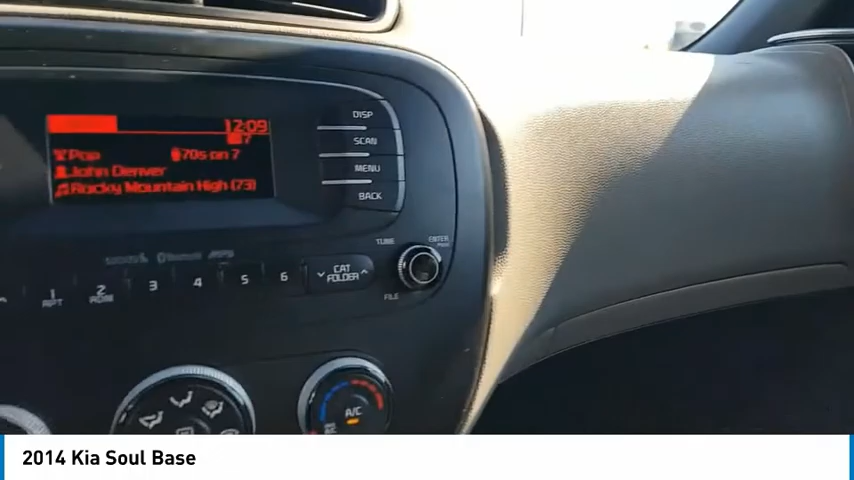 DISP
12:09
7
SCAN
Pop
70s on 7
John Denver
MENU
Rocky Mountain High (73)
BACK
TUNE
ENTER
CAT
FOLDER
1 2 3 4 5 6
RPT RDM
FILE
A/C
2014 Kia Soul Base